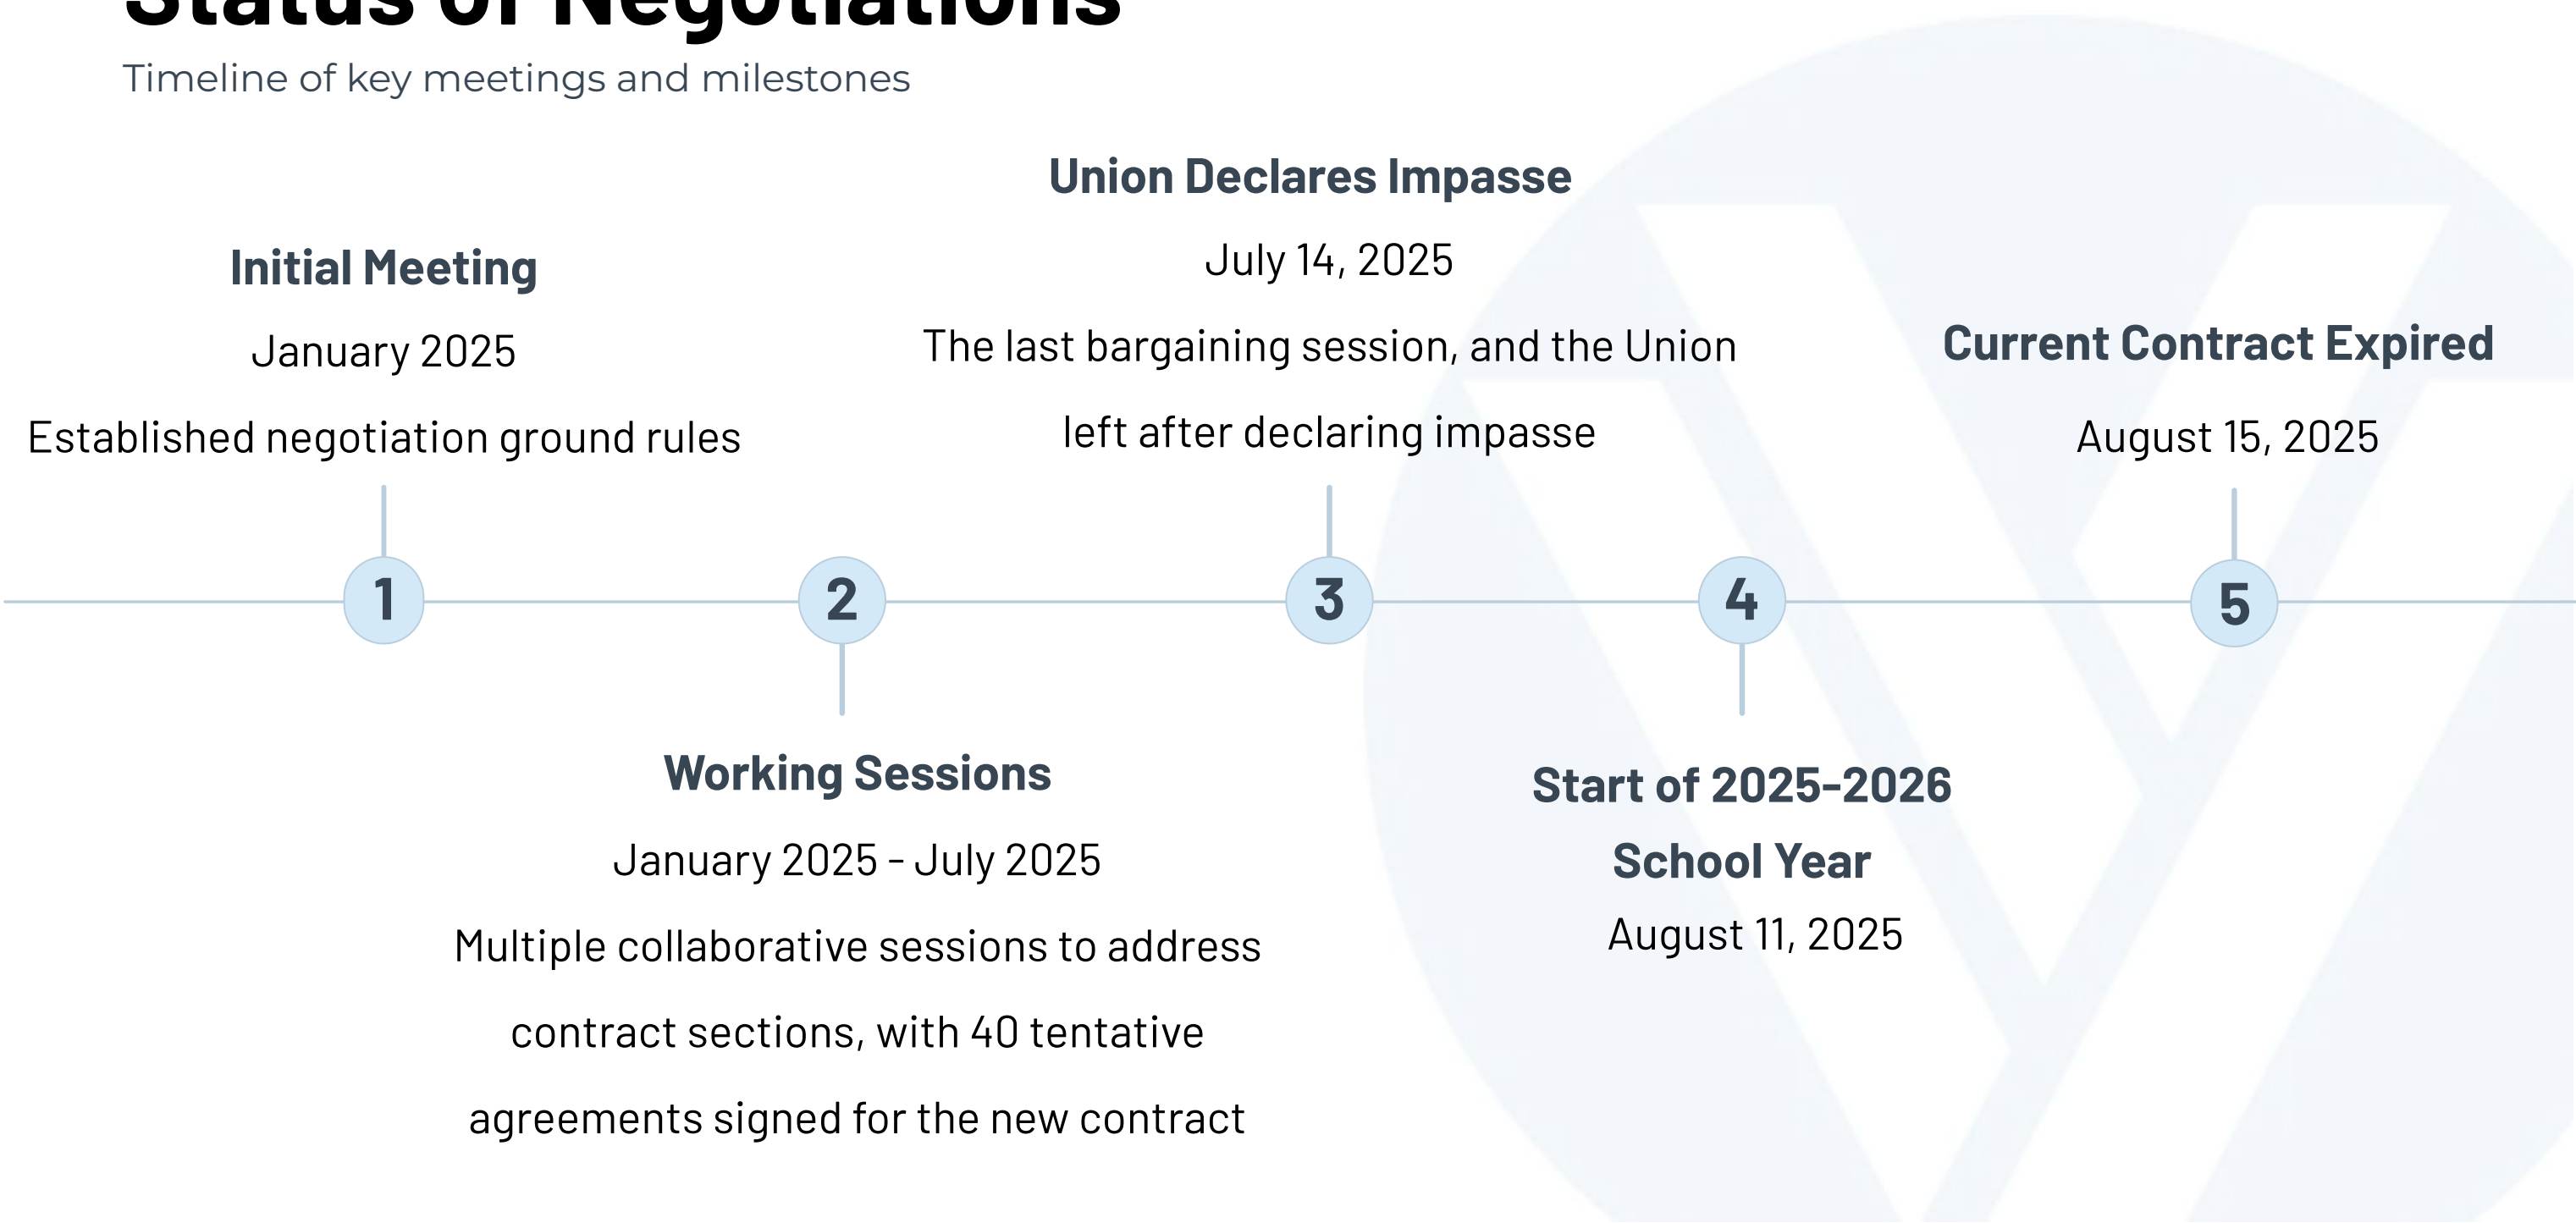 Status of Negotiations
Timeline of key meetings and milestones
Initial Meeting
January 2025
Established negotiation ground rules
1
2
Working Sessions
January 2025 - July 2025
Multiple collaborative sessions to address
contract sections, with 40 tentative
agreements signed for the new contract
Union Declares Impasse
July 14, 2025
The last bargaining session, and the Union
left after declaring impasse
3
4
Start of 2025-2026
School Year
August 11, 2025
Current Contract Expired
August 15, 2025
5